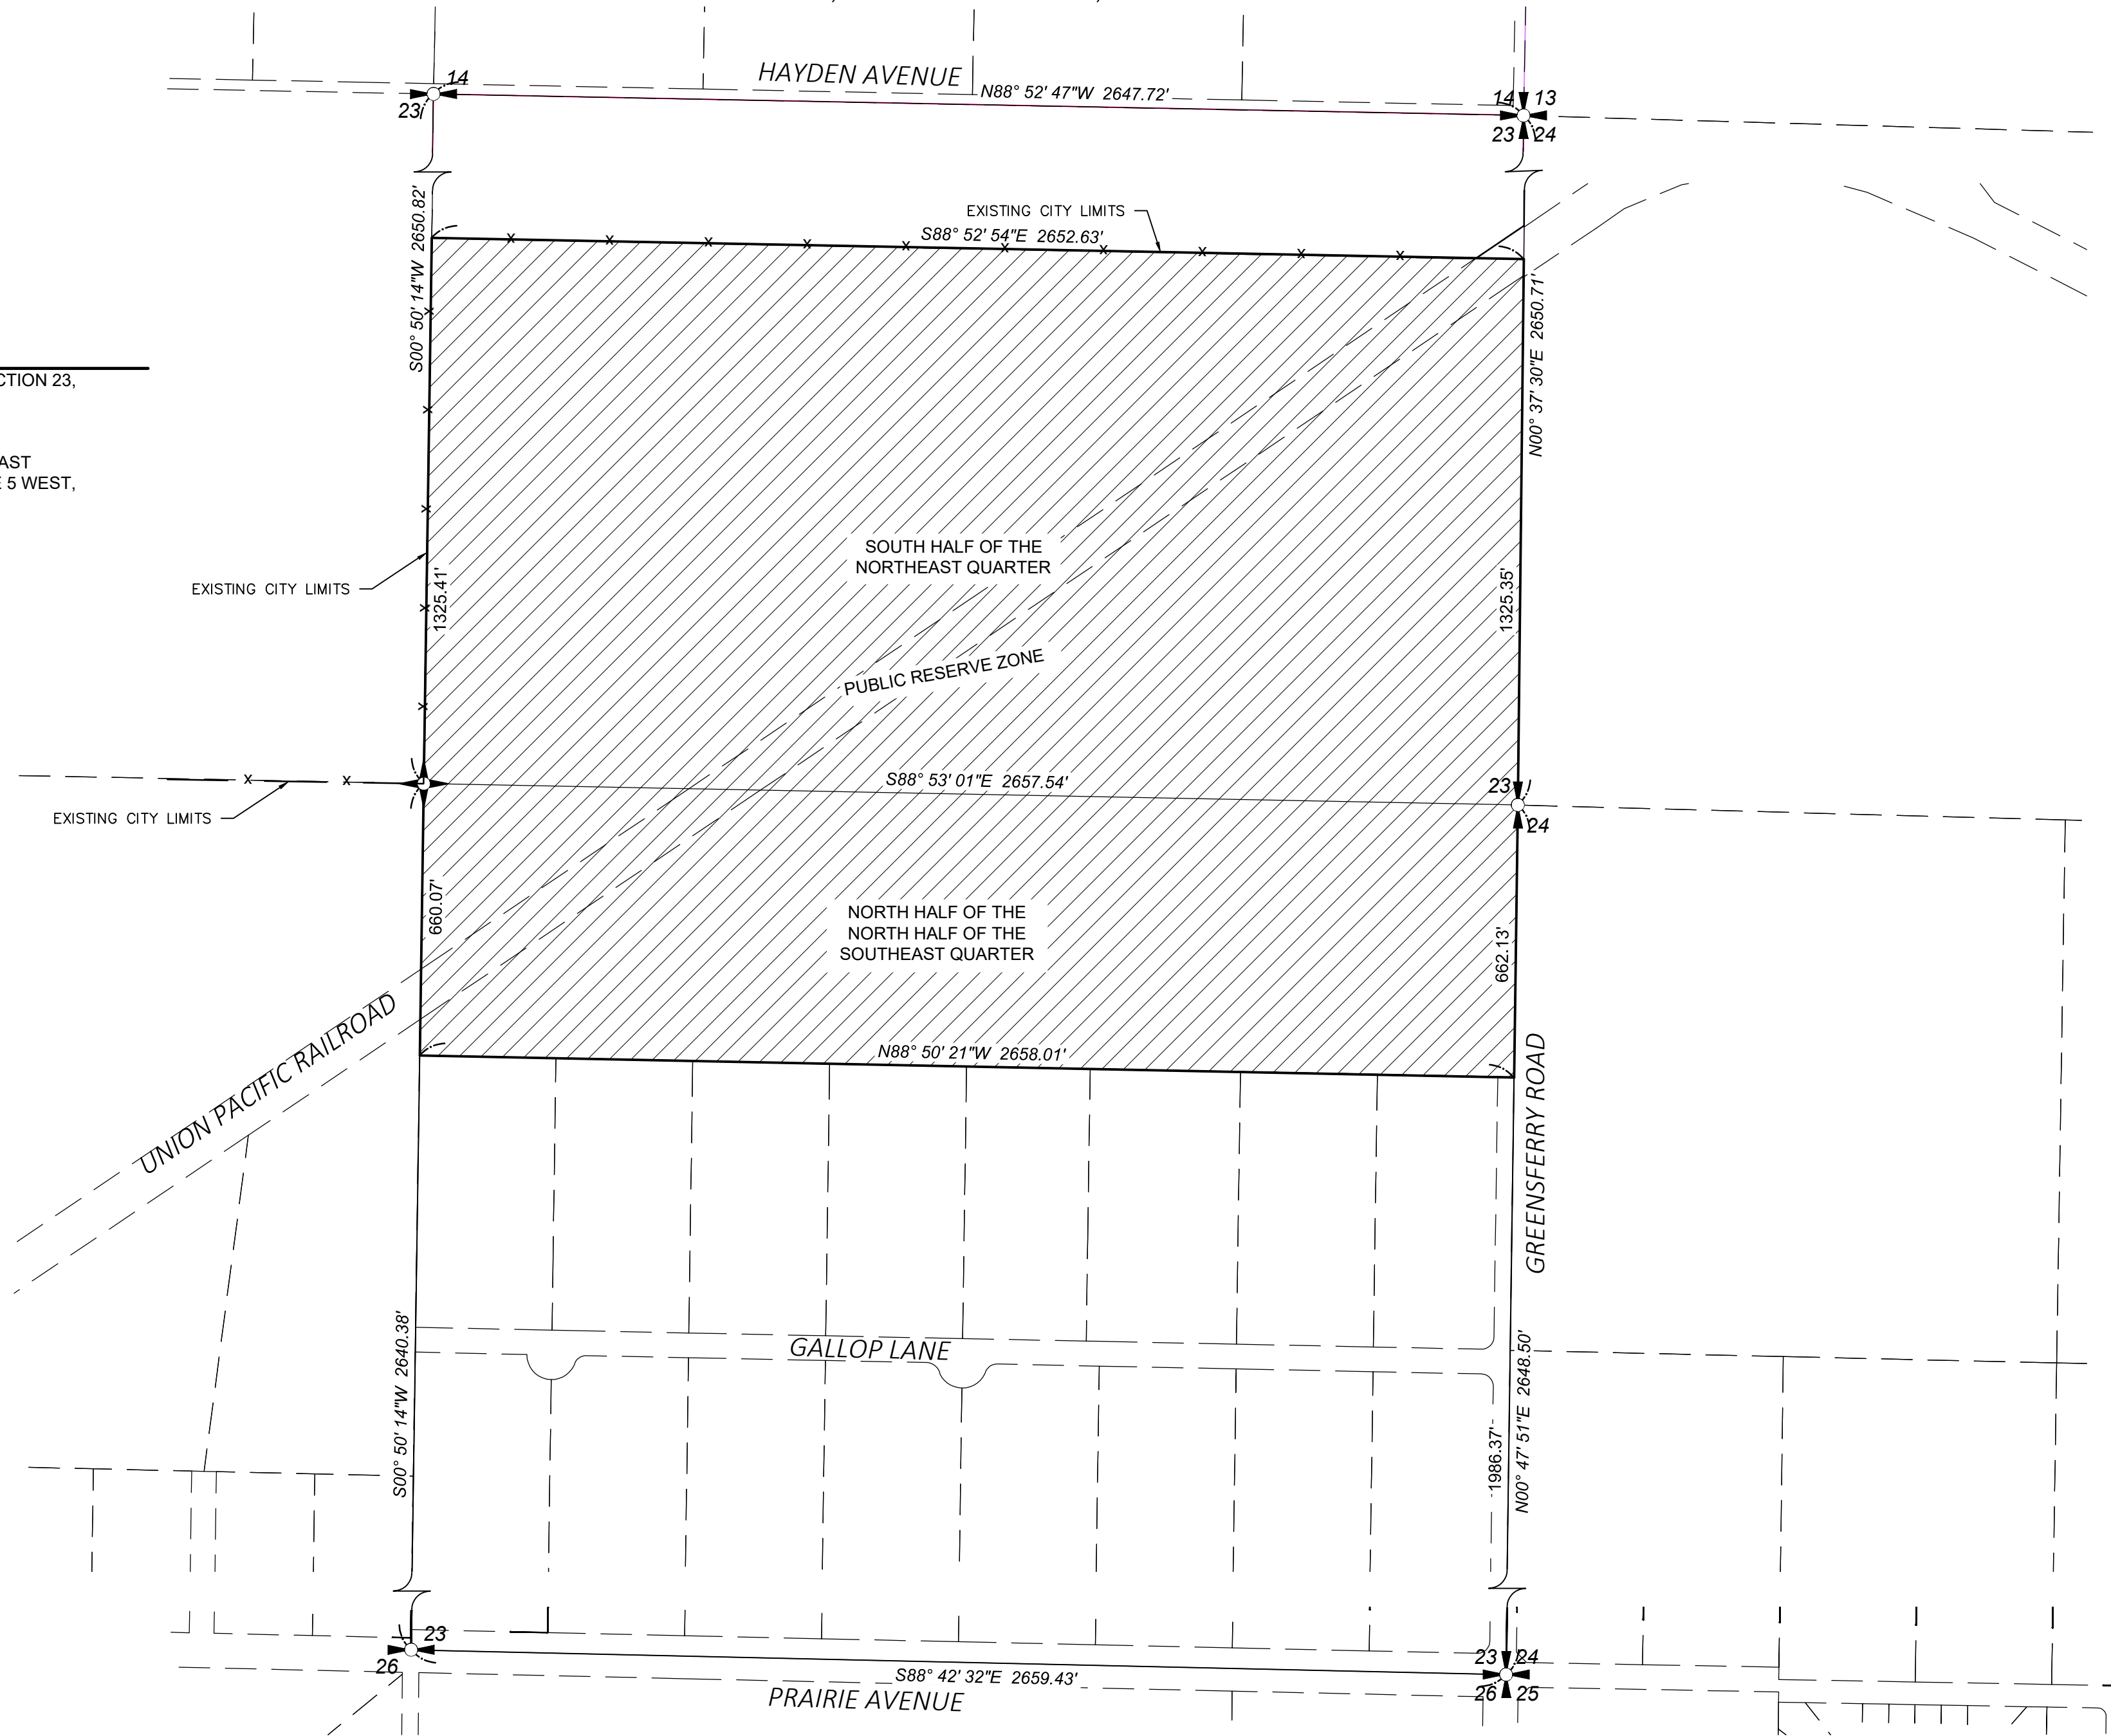 14
HAYDEN AVENUE
N88° 52' 47"W 2647.72'
14 13
23
23 24
S00° 50' 14"W 2650.82'
EXISTING CITY LIMITS
S88° 52' 54"E 2652.63'
N00° 37' 30"E 2650.71'
CTION 23,
AST
E 5 WEST,
SOUTH HALF OF THE
NORTHEAST QUARTER
EXISTING CITY LIMITS
1325.41'
1325.35'
PUBLIC RESERVE ZONE
S88° 53' 01"E 2657.54'
23
24
EXISTING CITY LIMITS
660.07'
NORTH HALF OF THE
NORTH HALF OF THE
SOUTHEAST QUARTER
662.13'
UNION PACIFIC RAILROAD
N88° 50' 21"W 2658.01'
GREENSFERRY ROAD
GALLOP LANE
S00° 50' 14"W 2640.38'
1986.37'
N00° 47' 51"E 2648.50'
23
26
23 24
S88° 42' 32"E 2659.43'
26 25
PRAIRIE AVENUE